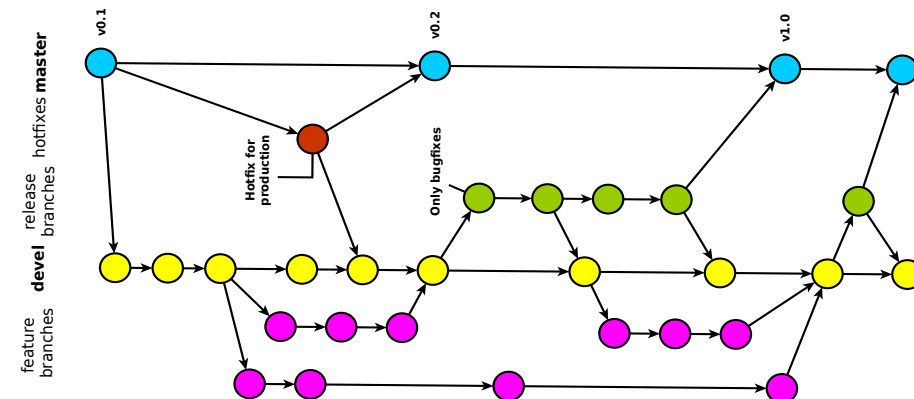 v0.1
v0.2
v1.0
master
hotfixes
release
branches
devel
feature
branches
Hotfix for
production
Only bugfixes